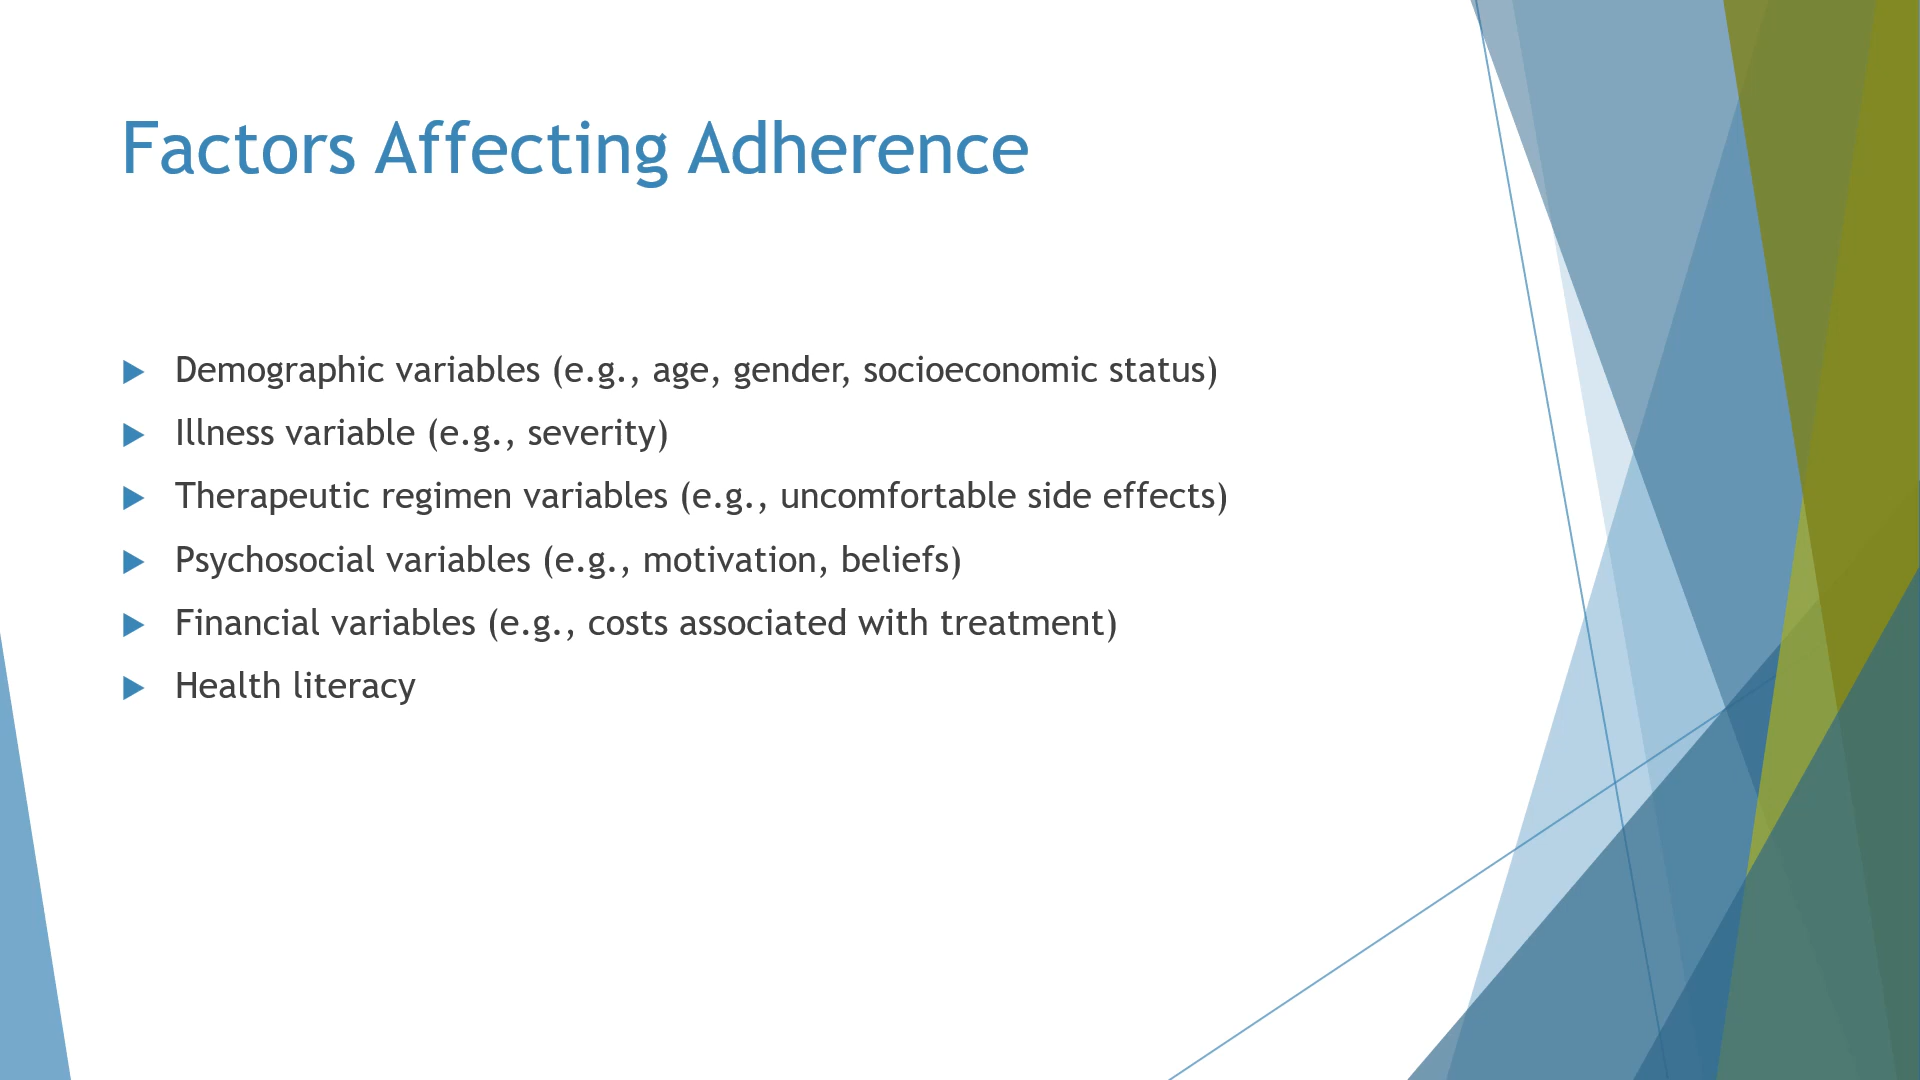 Factors Affecting Adherence
Demographic variables (e.g., age, gender, socioeconomic status)
Illness variable (e.g., severity)
Therapeutic regimen variables (e.g., uncomfortable side effects)
Psychosocial variables (e.g., motivation, beliefs)
Financial variables (e.g., costs associated with treatment)
Health literacy